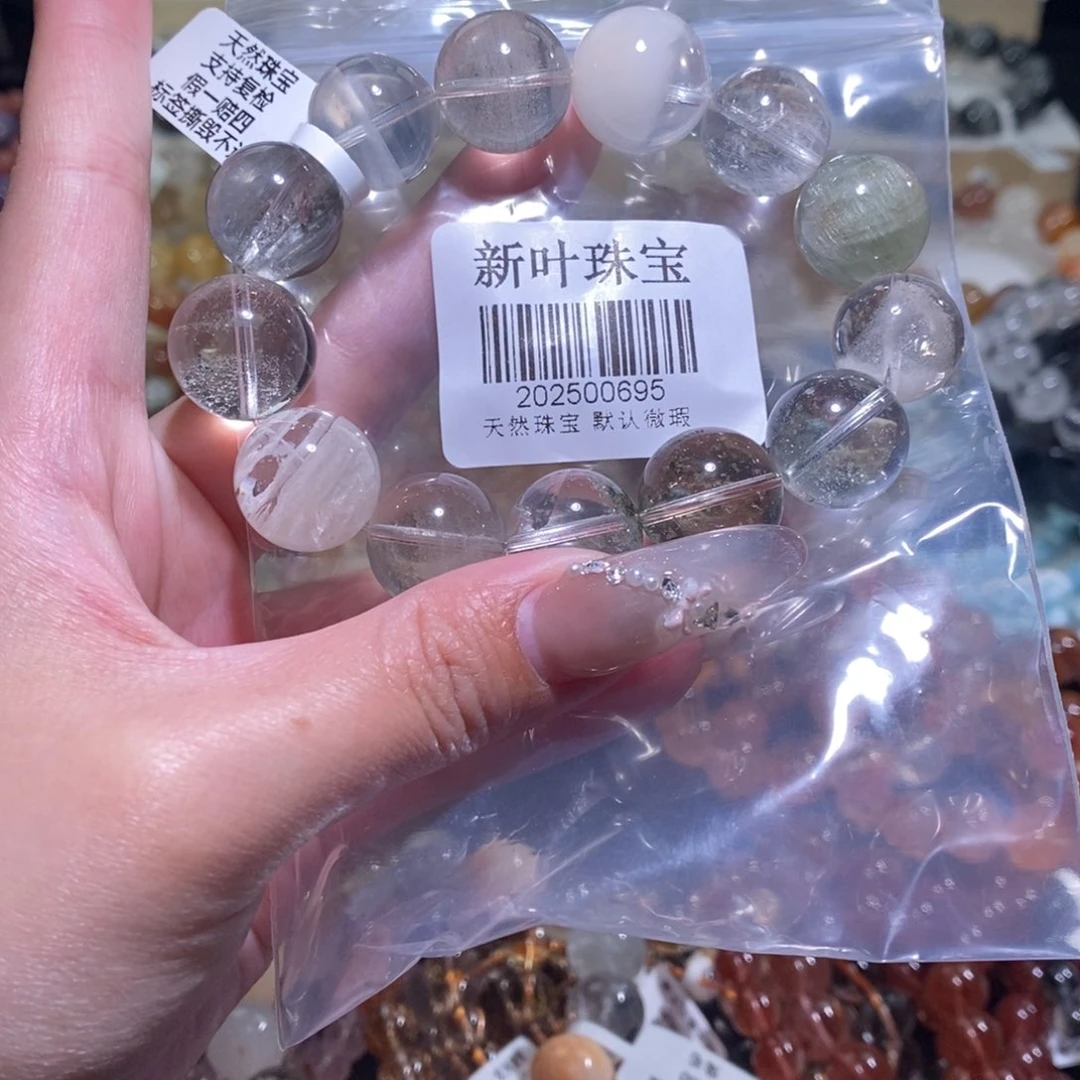 天然珠宝
支持复检
假一赔四
标签撕毁不
新叶珠宝
202500695
天然珠宝 默认微瑕